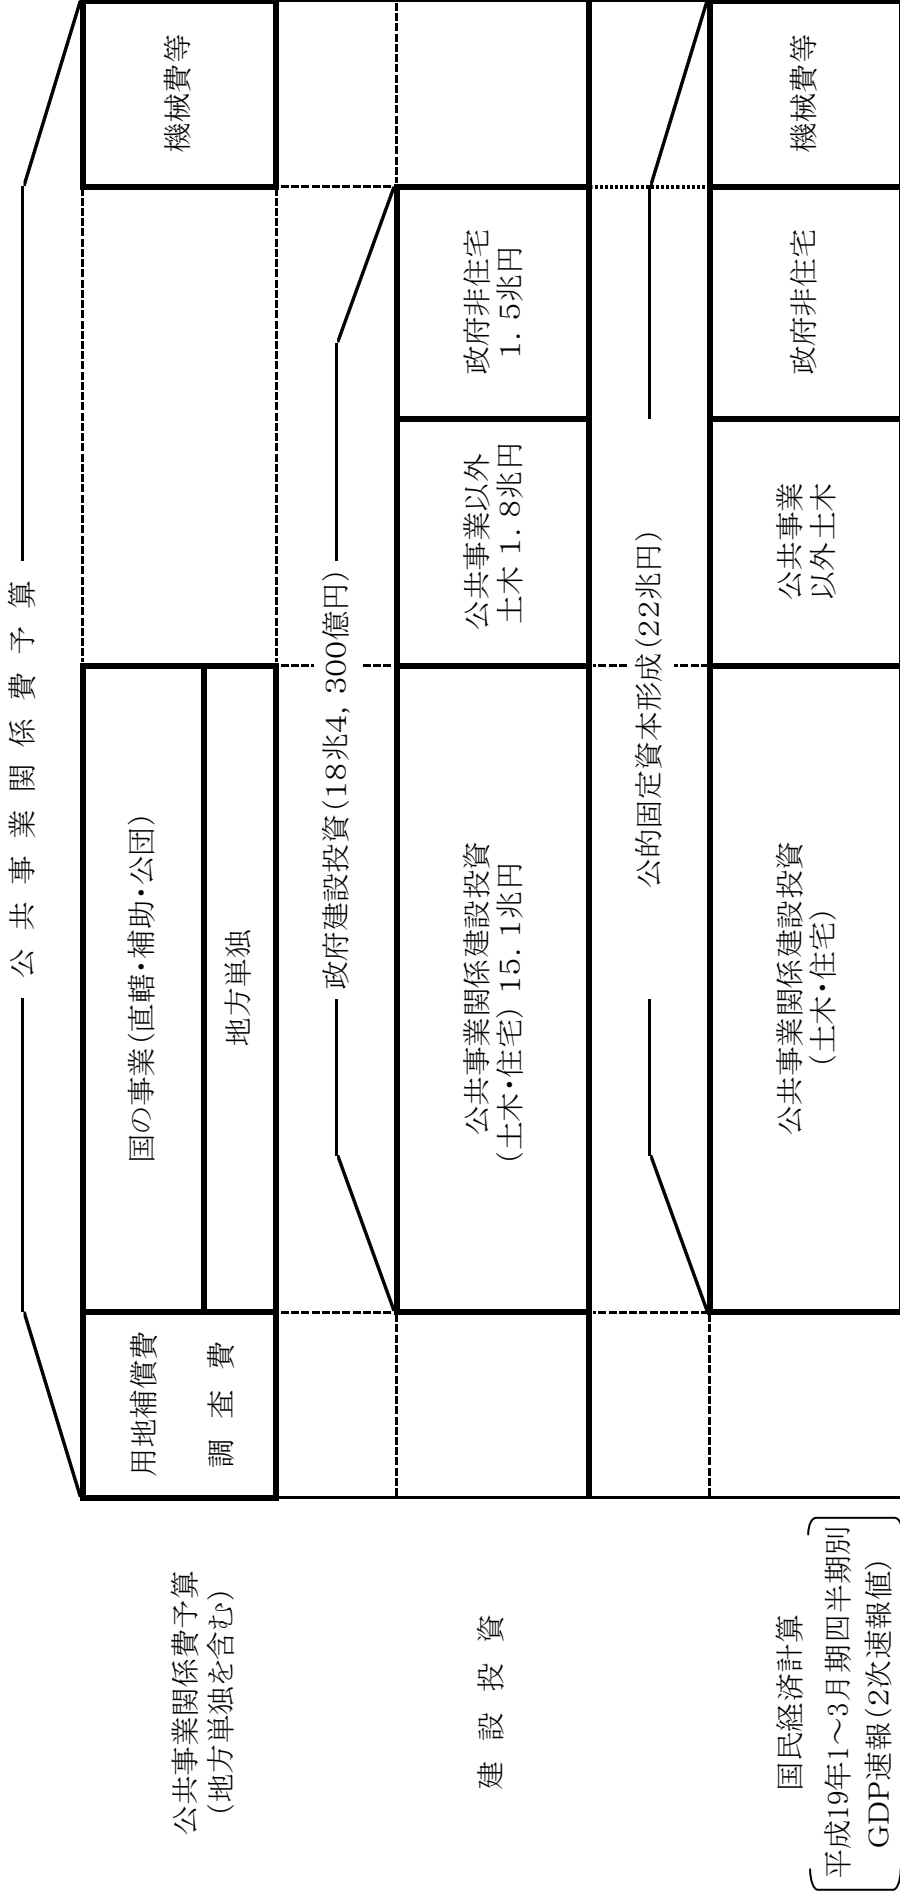 公共事業関係費予算
公共事業関係費予算
(地方単独を含む)
用地補償費
調査費
国の事業(直轄・補助・公団)
地方単独
機械費等
政府建設投資(18兆4,300億円)
建設投資
公共事業関係建設投資
(土木・住宅) 15.1兆円
公共事業以外
土木1.8兆円
政府非住宅
1.5兆円
公的固定資本形成(22兆円)
国民経済計算
平成19年1~3月期四半期別
GDP速報(2次速報値)
公共事業関係建設投資
(土木・住宅)
公共事業
以外土木
政府非住宅
機械費等